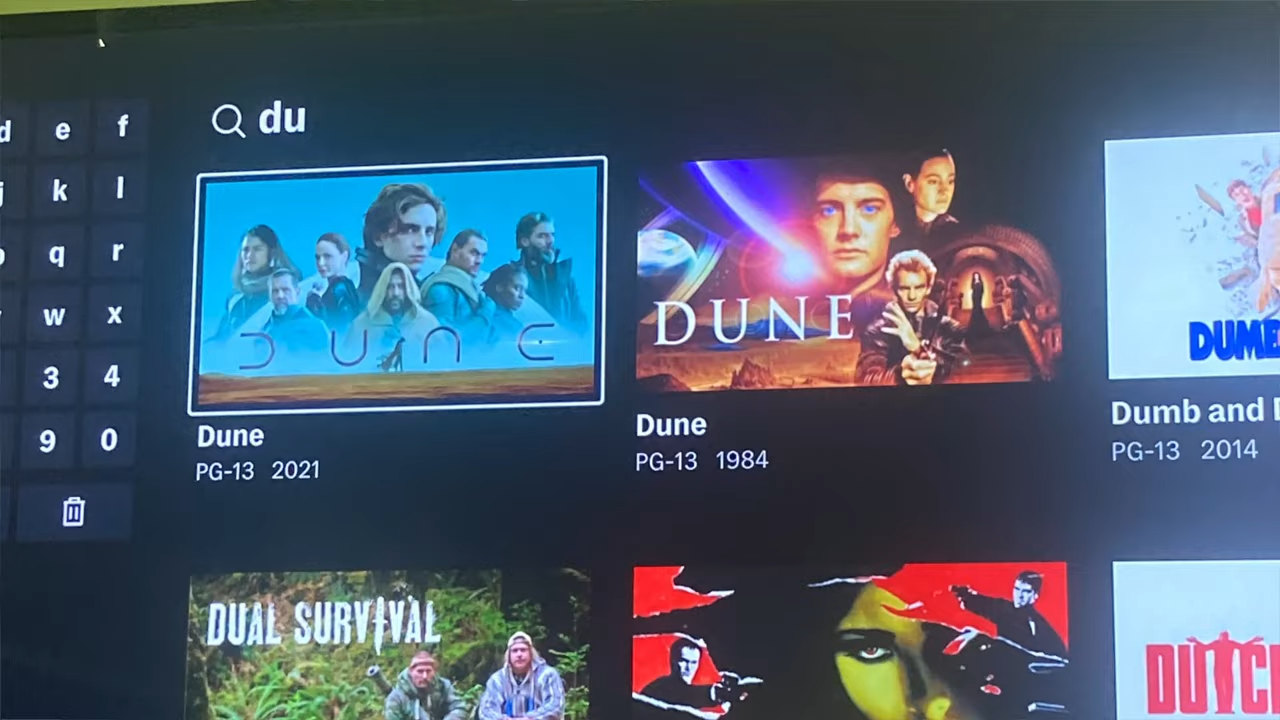 du
d e f
j k l
q r
w x
3 4
9 0
DUNE
DUNE
Dune
PG-13 2021
Dune
PG-13 1984
Dumb and
PG-13 2014
DUAL SURVIVAL